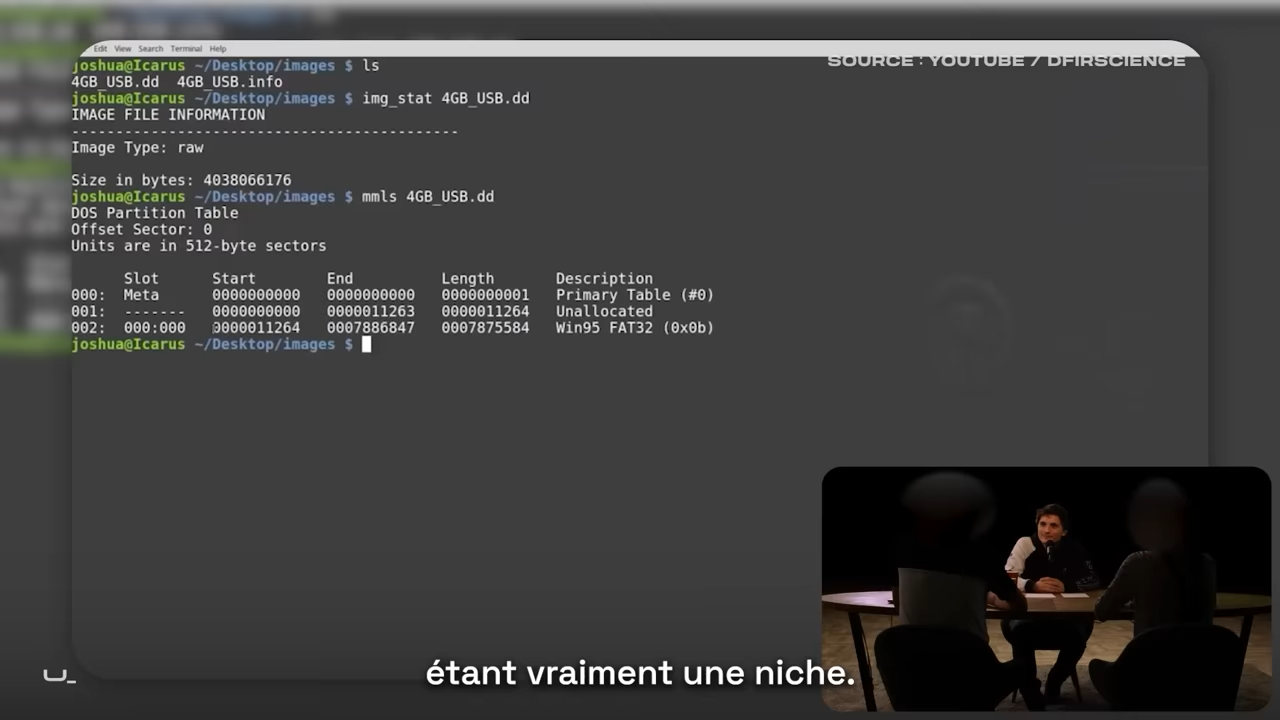 Edit View Search Terminal Help
SOURCE : YOUTUBE / DFIRSCIENCE
joshua@Icarus ~/Desktop/images $ ls
4GB_USB.dd  4GB_USB.info
joshua@Icarus ~/Desktop/images $ img_stat 4GB_USB.dd
IMAGE FILE INFORMATION
--------------------------------------------
Image Type: raw
Size in bytes: 4038066176
joshua@Icarus ~/Desktop/images $ mmls 4GB_USB.dd
DOS Partition Table
Offset Sector: 0
Units are in 512-byte sectors
Slot Start End Length Description
000: Meta 0000000000 0000000000 0000000001 Primary Table (#0)
001: ------- 0000000000 0000011263 0000011264 Unallocated
002: 000:000 0000011264 0007886847 0007875584 Win95 FAT32 (0x0b)
joshua@Icarus ~/Desktop/images $
étant vraiment une niche.